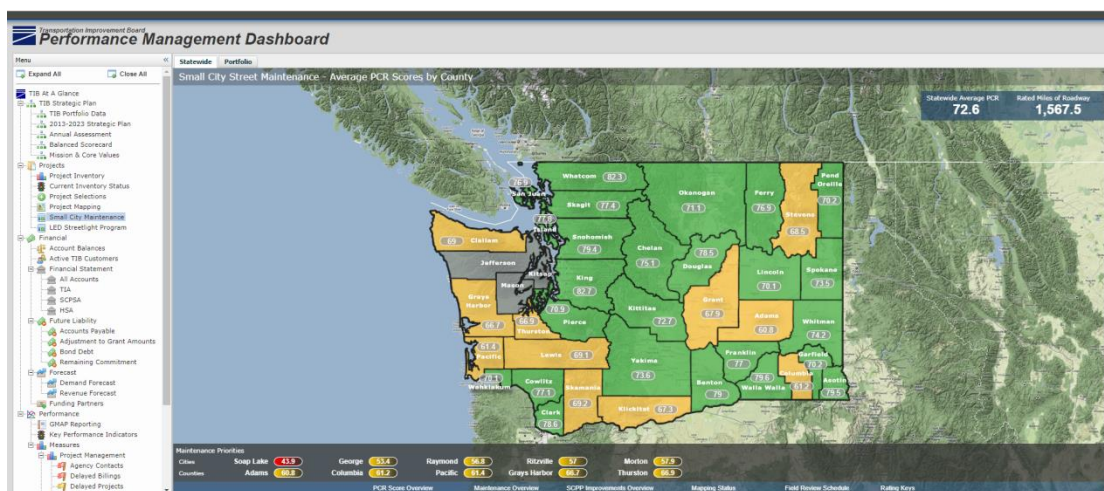 Transportation Improvement Board
Performance Management Dashboard
Menu
Expand All Close All
TIB At A Glance
TIB Strategic Plan
TIB Portfolio Data
2013-2023 Strategic Plan
Annual Assessment
Balanced Scorecard
Mission & Core Values
Projects
Project Inventory
Current Inventory Status
Project Selections
Project Mapping
Small City Maintenance
LED Streetlight Program
Financial
Account Balances
Active TIB Customers
Financial Statement
All Accounts
TIA
SCPSA
HSA
Future Liability
Accounts Payable
Adjustment to Grant Amounts
Bond Debt
Remaining Commitment
Forecast
Demand Forecast
Revenue Forecast
Funding Partners
Performance
GMAP Reporting
Key Performance Indicators
Measures
Project Management
Agency Contacts
Delayed Billings
Delayed Projects
Statewide Portfolio
Small City Street Maintenance - Average PCR Scores by County
Statewide Average PCR Rated Miles of Roadway
72.6 1,567.5
Whatcom 82.3
San Juan 76.9
Skagit 77.4
Island
Okanogan 71.1
Ferry 76.9
Stevens 68.5
Pend Oreille 70.2
Clallam 69
Jefferson
Snohomish 79.4
Chelan 75.1
Douglas 78.5
Kitsap
Mason
King 82.7
Lincoln 70.1
Spokane 73.5
Grays Harbor 66.7
Thurston 66.9
Pierce 70.9
Kittitas 72.7
Grant 67.9
Adams 60.8
Whitman 74.2
Pacific 61.4
Lewis 69.1
Yakima 73.6
Franklin 77
Garfield 70.2
Wahkiakum 70.1
Cowlitz 77.1
Skamania 69.2
Benton 79
Walla Walla 79.6
Columbia 61.2
Asotin 79.5
Clark 78.6
Klickitat 67.3
Maintenance Priorities
Cities Soap Lake 43.9 George 53.4 Raymond 56.8 Ritzville 57 Morton 57.9
Counties Adams 60.8 Columbia 61.2 Pacific 61.4 Grays Harbor 66.7 Thurston 66.9
PCR Score Overview Maintenance Overview SCPP Improvements Overview Mapping Status Field Review Schedule Rating Keys